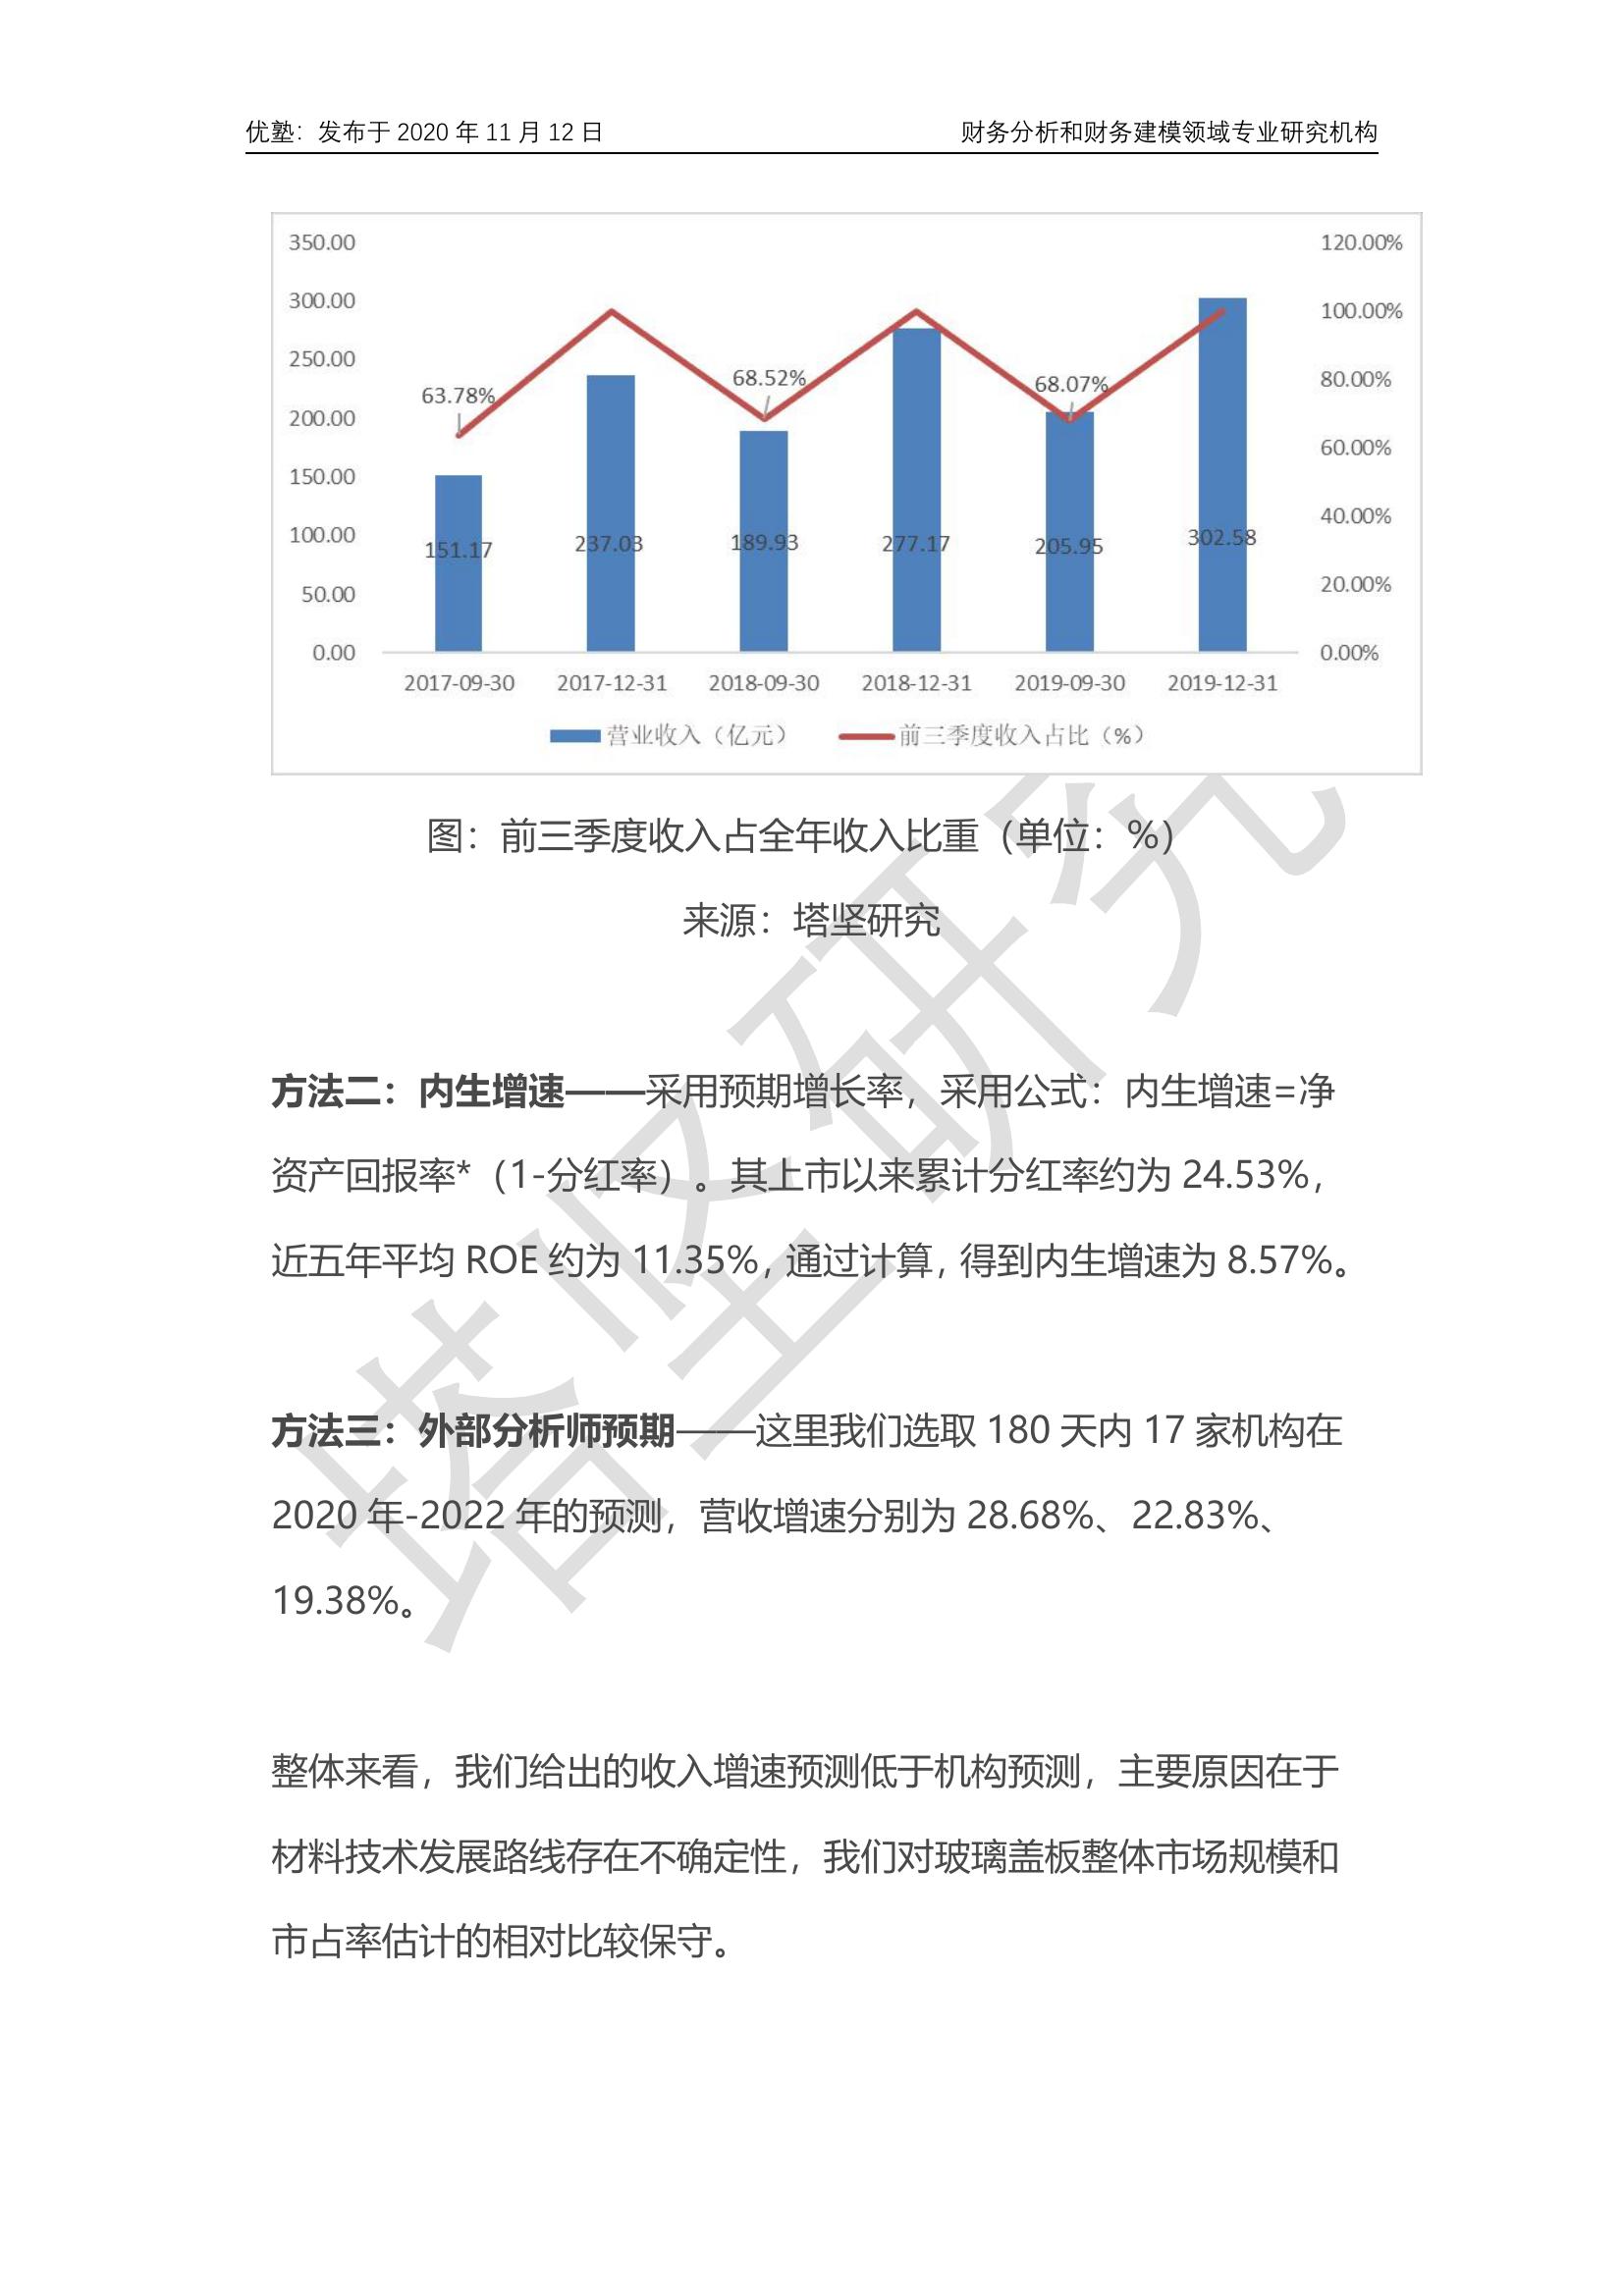 优塾：发布于 2020 年 11 月 12 日 财务分析和财务建模领域专业研究机构
350.00 120.00%
300.00 100.00%
250.00 80.00%
200.00 60.00%
150.00 40.00%
100.00 20.00%
50.00 0.00%
0.00
63.78% 68.52% 68.07%
151.17 237.03 189.93 277.17 205.95 302.58
2017-09-30 2017-12-31 2018-09-30 2018-12-31 2019-09-30 2019-12-31
营业收入（亿元） 前三季度收入占比（%）
图：前三季度收入占全年收入比重（单位：%）
来源：塔坚研究
方法二：内生增速——采用预期增长率，采用公式：内生增速=净
资产回报率*（1-分红率）。其上市以来累计分红率约为 24.53%，
近五年平均 ROE 约为 11.35%，通过计算，得到内生增速为 8.57%。
方法三：外部分析师预期——这里我们选取 180 天内 17 家机构在
2020 年-2022 年的预测，营收增速分别为 28.68%、22.83%、
19.38%。
整体来看，我们给出的收入增速预测低于机构预测，主要原因在于
材料技术发展路线存在不确定性，我们对玻璃盖板整体市场规模和
市占率估计的相对比较保守。
塔坚研究